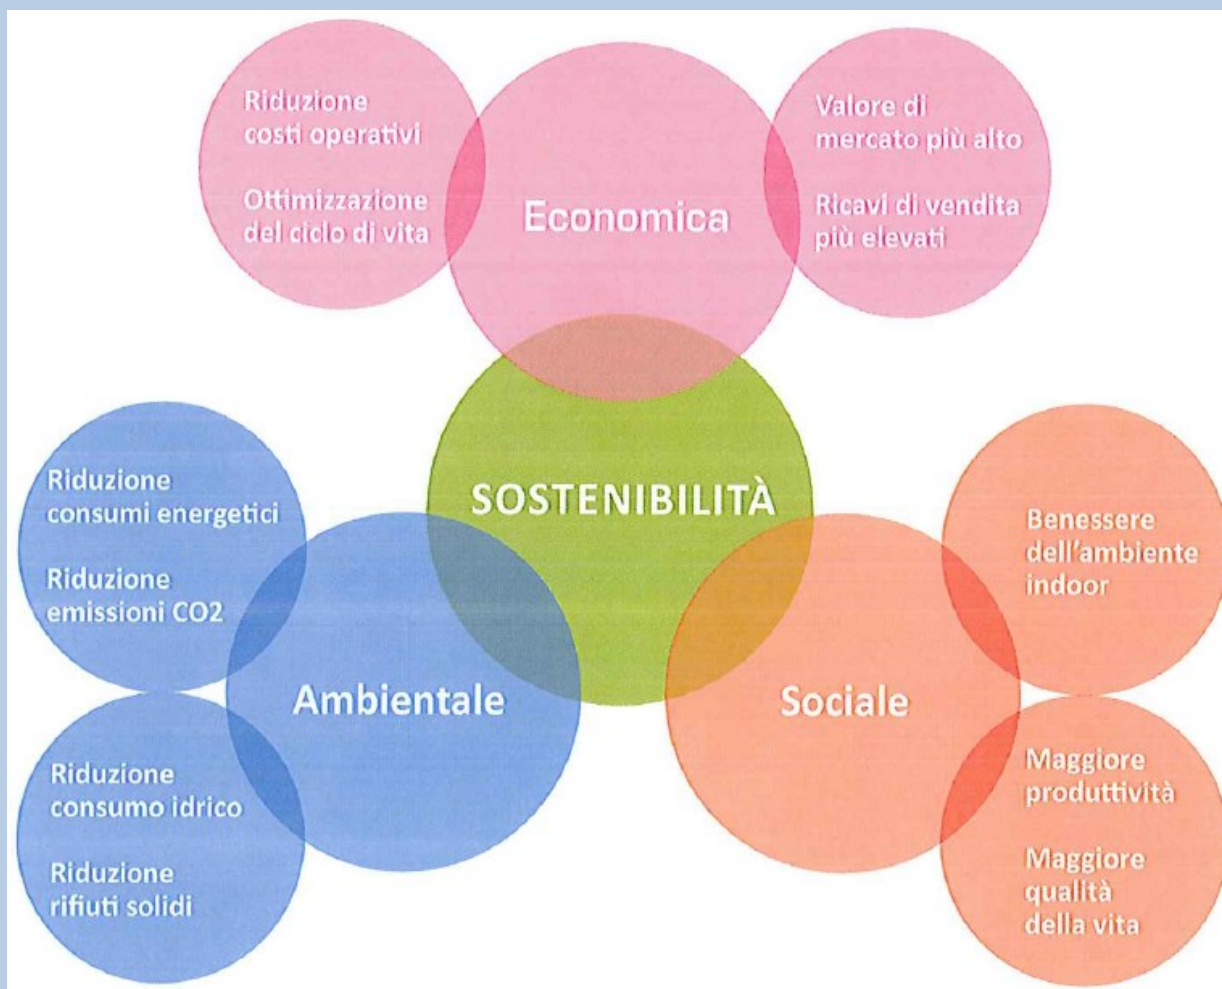 Riduzione
costi operativi
Ottimizzazione
del ciclo di vita
Economica
Valore di
mercato più alto
Ricavi di vendita
più elevati
SOSTENIBILITÀ
Riduzione
consumi energetici
Riduzione
emissioni CO2
Ambientale
Riduzione
consumo idrico
Riduzione
rifiuti solidi
Sociale
Benessere
dell'ambiente
indoor
Maggiore
produttività
Maggiore
qualità
della vita